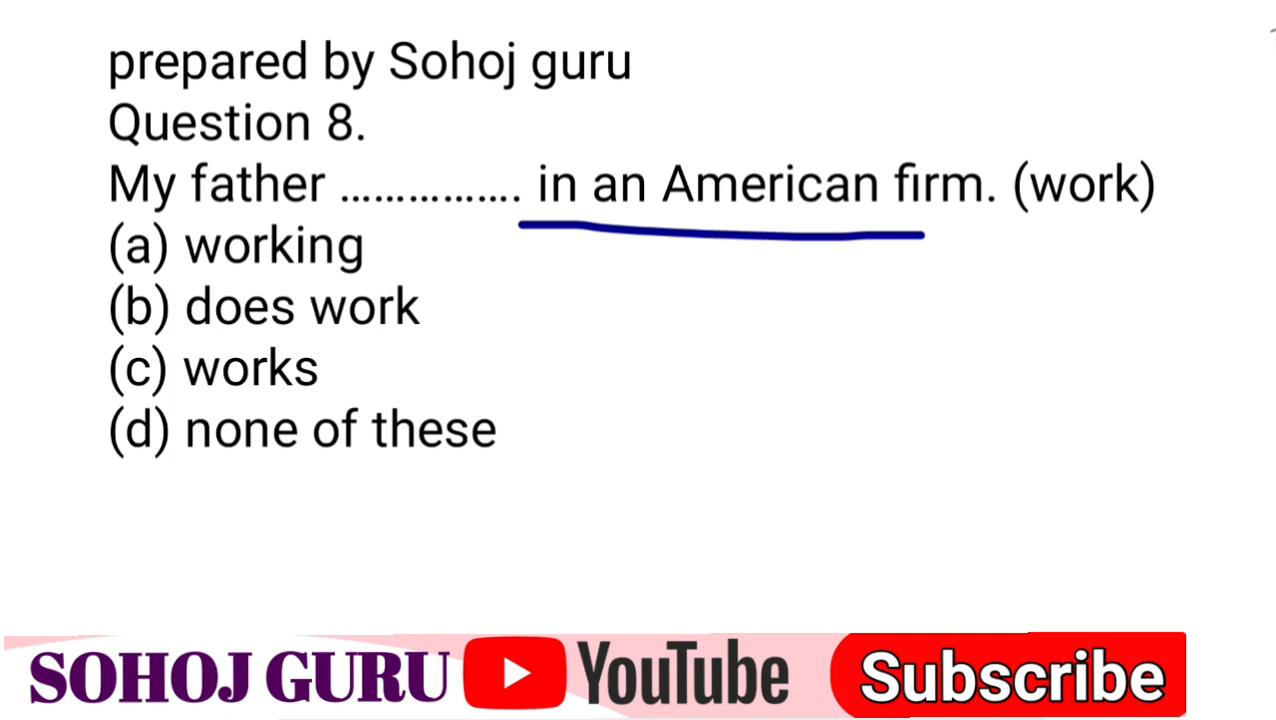 prepared by Sohoj guru
Question 8.
My father ................ in an American firm. (work)
(a) working
(b) does work
(c) works
(d) none of these
SOHOJ GURU YouTube Subscribe